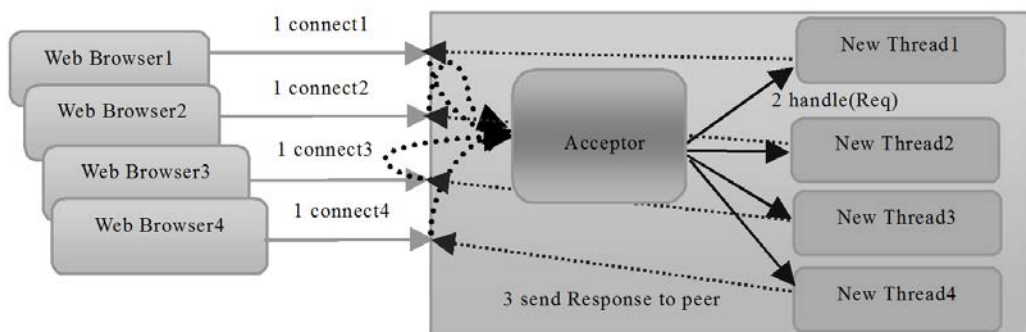 1 connect1
Web Browser1
1 connect2
Web Browser2
1 connect3
Web Browser3
1 connect4
Web Browser4
Acceptor
New Thread1
2 handle(Req)
New Thread2
New Thread3
New Thread4
3 send Response to peer